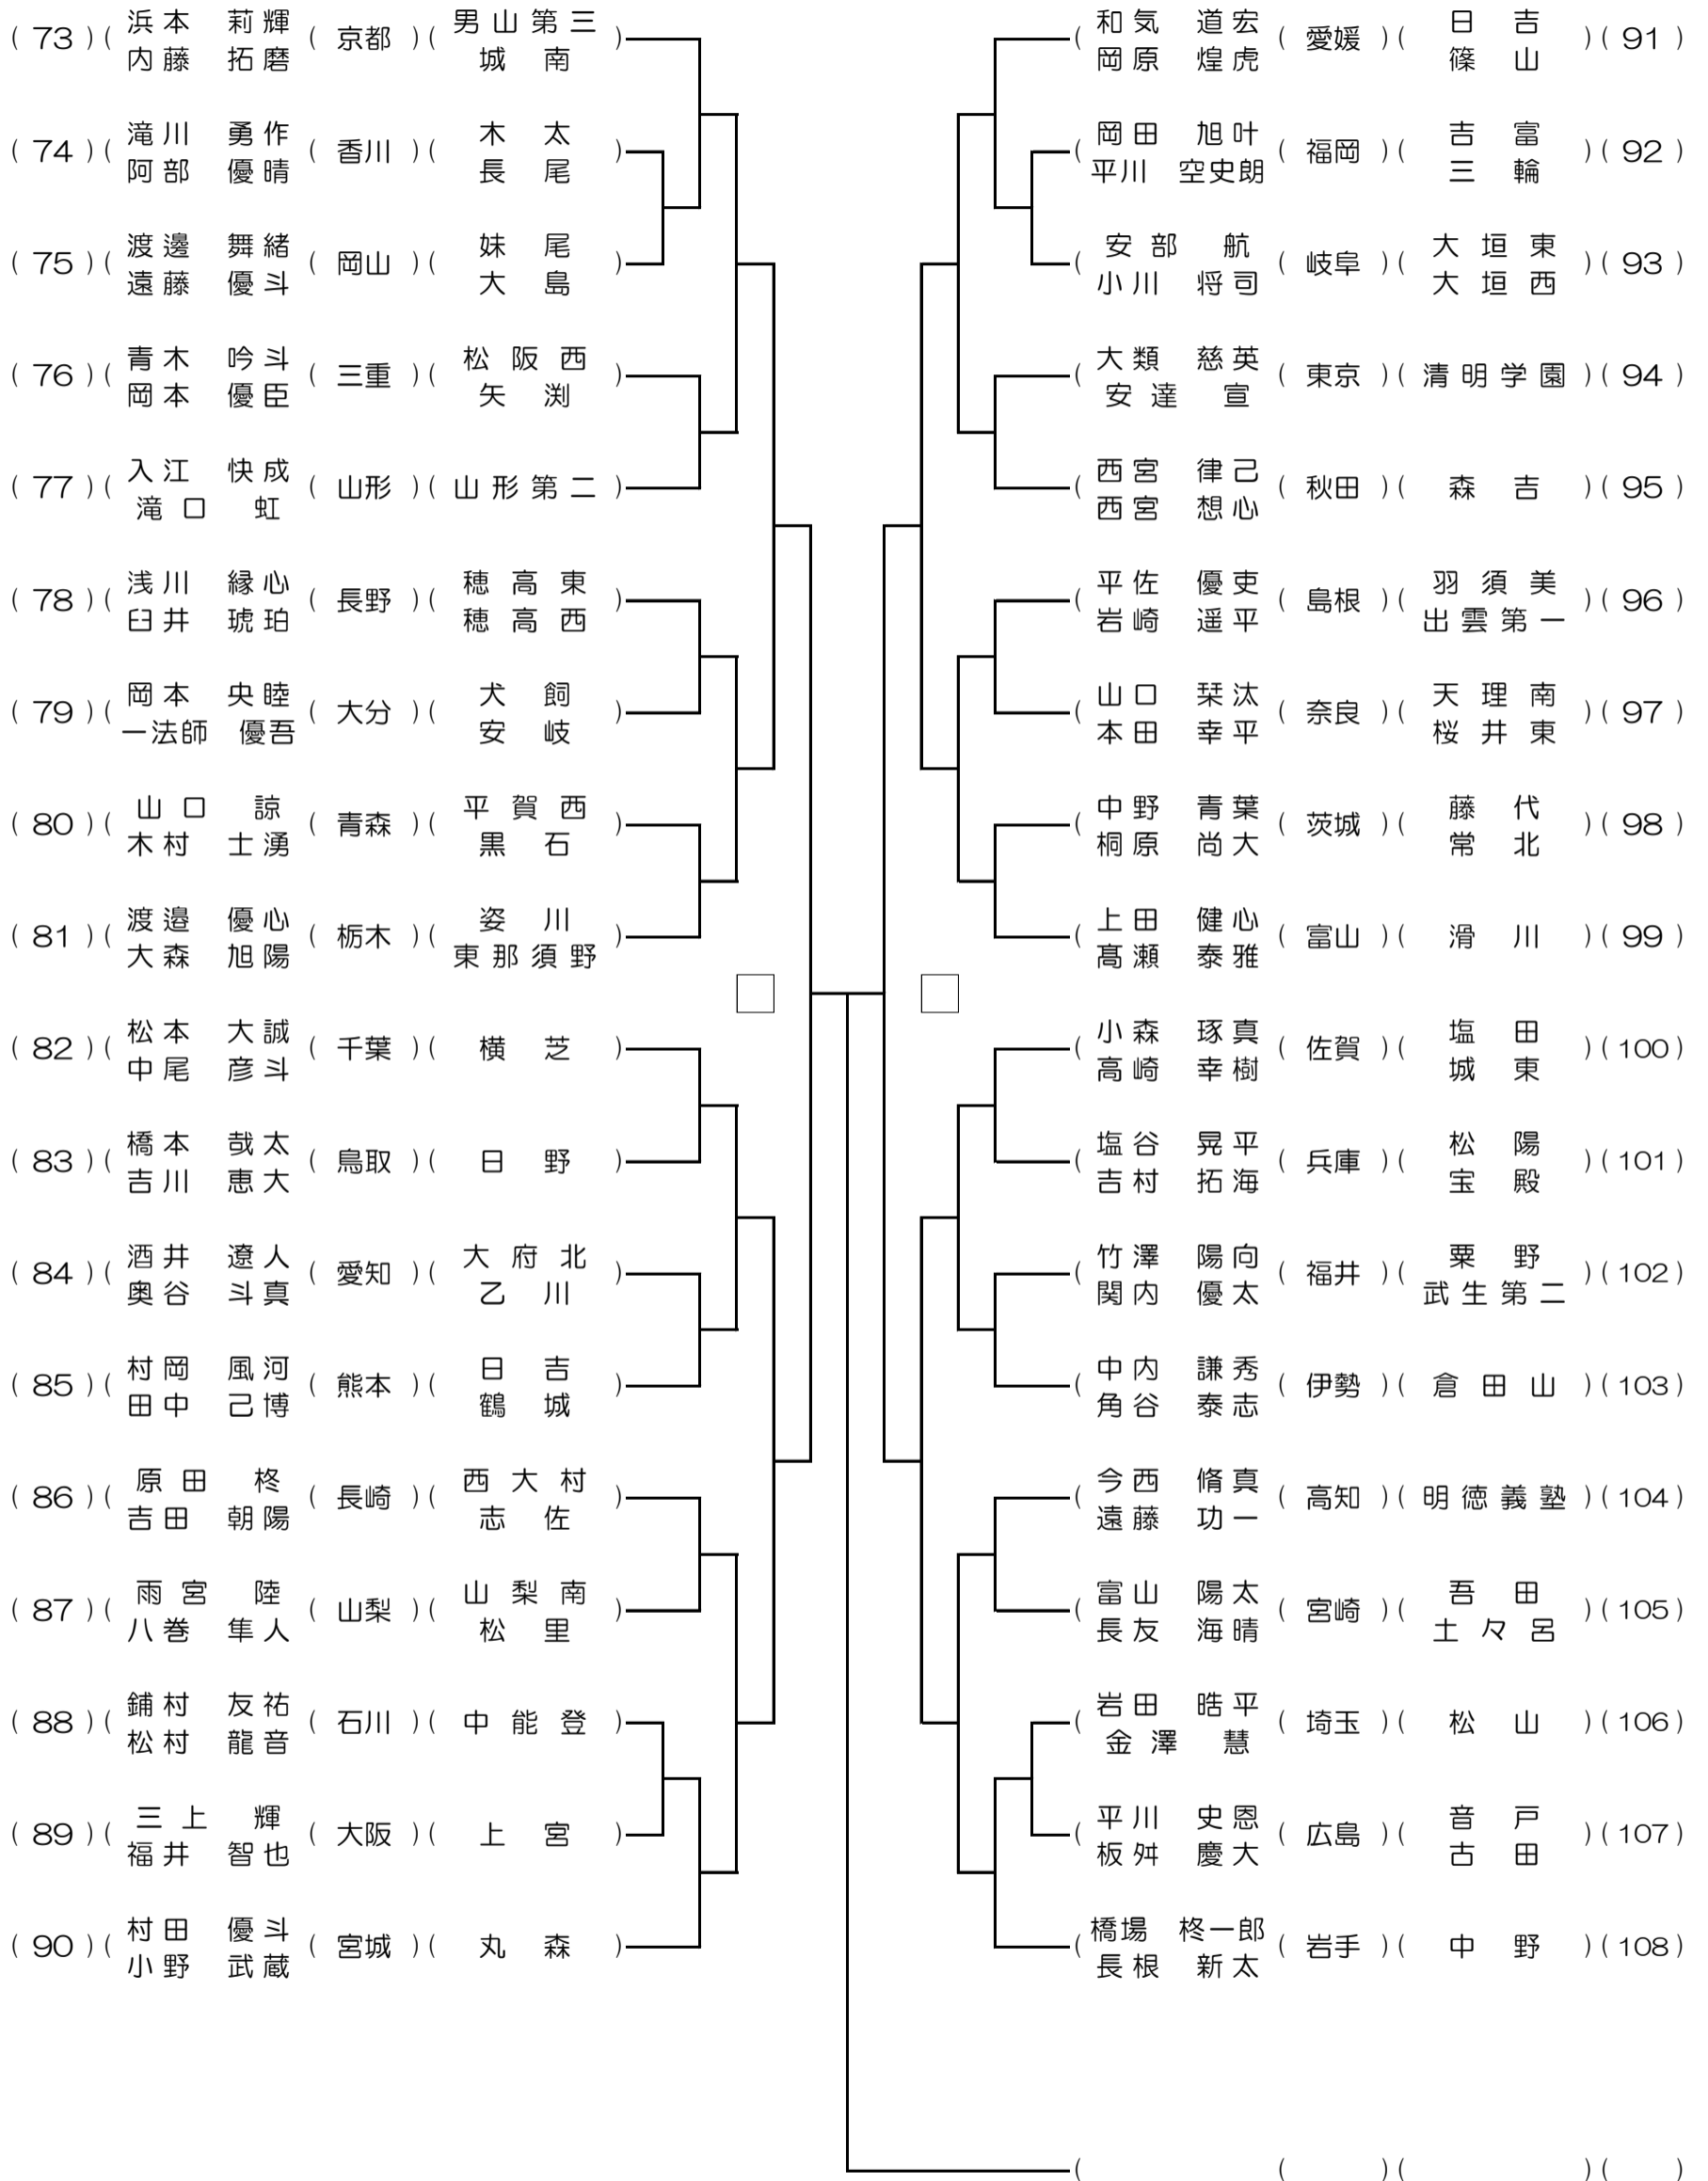 (73)(浜本 莉輝 (京都)(男山第三)
内藤 拓磨 城南
(74)(滝川 勇作 (香川)(木太)
阿部 優晴 長尾
(75)(渡邊 舞緒 (岡山)(妹尾)
遠藤 優斗 大島
(76)(青木 吟斗 (三重)(松阪西)
岡本 優臣 矢渕
(77)(入江 快成 (山形)(山形第二)
滝口 虹
(78)(浅川 縁心 (長野)(穂高東)
臼井 琥珀 穂高西
(79)(岡本 央睦 (大分)(犬飼)
一法師 優吾 安岐
(80)(山口 諒 (青森)(平賀西)
木村 士湧 黒石
(81)(渡邉 優心 (栃木)(姿川)
大森 旭陽 東那須野
(82)(松本 大誠 (千葉)(横芝)
中尾 彦斗
(83)(橋本 哉太 (鳥取)(日野)
吉川 恵大
(84)(酒井 遼人 (愛知)(大府北)
奥谷 斗真 乙川
(85)(村岡 風河 (熊本)(日吉)
田中 己博 鶴城
(86)(原田 柊 (長崎)(西大村)
吉田 朝陽 志佐
(87)(雨宮 陸 (山梨)(山梨南)
八巻 隼人 松里
(88)(鋪村 友祐 (石川)(中能登)
松村 龍音
(89)(三上 輝 (大阪)(上宮)
福井 智也
(90)(村田 優斗 (宮城)(丸森)
小野 武蔵
(和気 道宏 (愛媛)(日吉)(91)
岡原 煌虎 篠山
(岡田 旭叶 (福岡)(吉富)(92)
平川 空史朗 三輪
(安部 航 (岐阜)(大垣東)(93)
小川 将司 大垣西
(大類 慈英 (東京)(清明学園)(94)
安達 宣
(西宮 律己 (秋田)(森吉)(95)
西宮 想心
(平佐 優吏 (島根)(羽須美)(96)
岩崎 遥平 出雲第一
(山口 栞汰 (奈良)(天理南)(97)
本田 幸平 桜井東
(中野 青葉 (茨城)(藤代)(98)
桐原 尚大 常北
(上田 健心 (富山)(滑川)(99)
髙瀬 泰雅
(小森 琢真 (佐賀)(塩田)(100)
高崎 幸樹 城東
(塩谷 晃平 (兵庫)(松陽)(101)
吉村 拓海 宝殿
(竹澤 陽向 (福井)(粟野)(102)
関内 優太 武生第二
(中内 謙秀 (伊勢)(倉田山)(103)
角谷 泰志
(今西 脩真 (高知)(明徳義塾)(104)
遠藤 功一
(富山 陽太 (宮崎)(吾田)(105)
長友 海晴 土々呂
(岩田 晧平 (埼玉)(松山)(106)
金澤 慧
(平川 史恩 (広島)(音戸)(107)
板舛 慶大 古田
(橋場 柊一郎 (岩手)(中野)(108)
長根 新太
( ( )( )( )